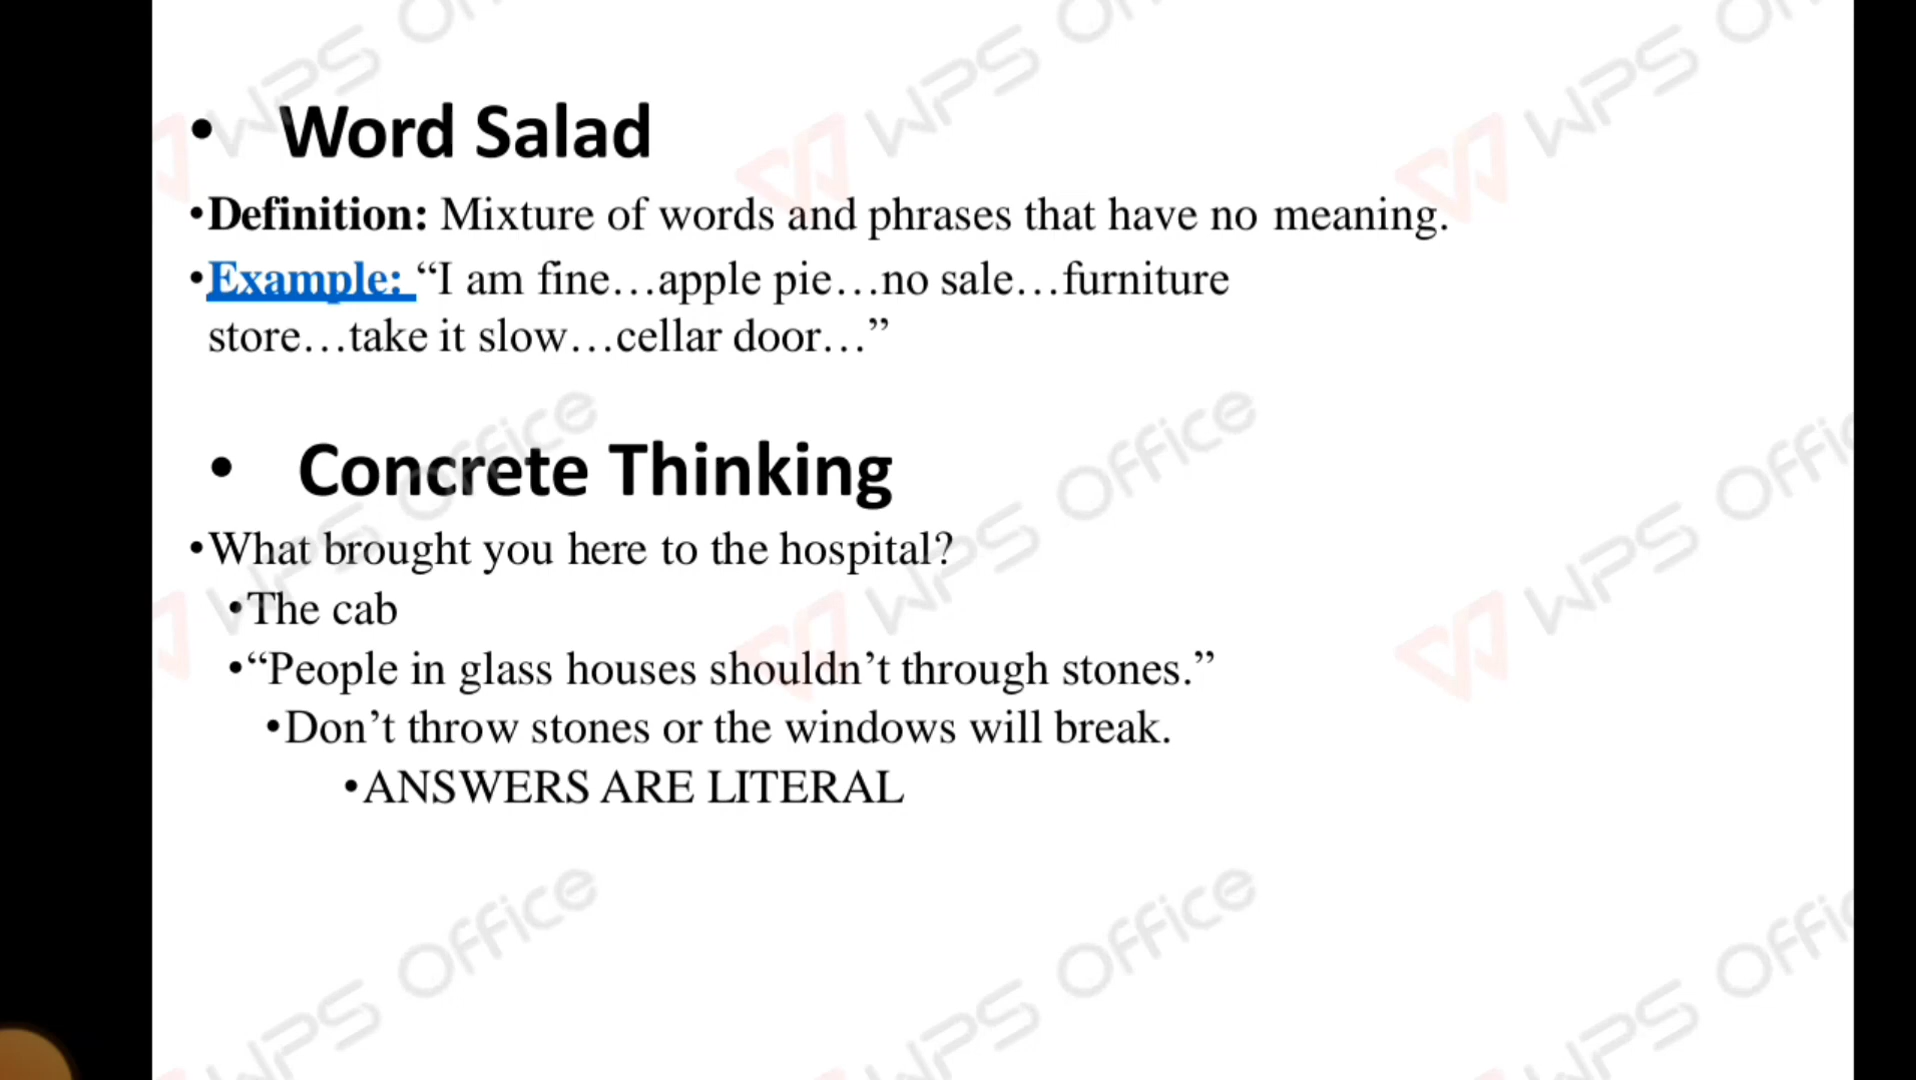 • Word Salad
•Definition: Mixture of words and phrases that have no meaning.
•Example: “I am fine…apple pie…no sale…furniture
store…take it slow…cellar door…”
• Concrete Thinking
•What brought you here to the hospital?
•The cab
•“People in glass houses shouldn’t through stones.”
•Don’t throw stones or the windows will break.
•ANSWERS ARE LITERAL
WPS Office